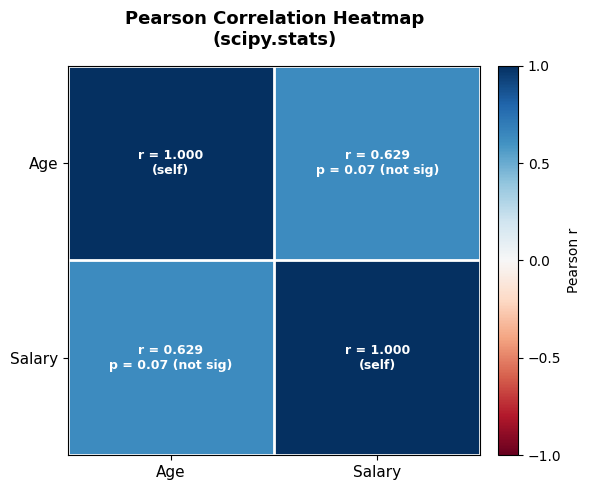 Pearson Correlation Heatmap
(scipy.stats)
Age
r = 1.000
(self)
r = 0.629
p = 0.07 (not sig)
Salary
r = 0.629
p = 0.07 (not sig)
r = 1.000
(self)
Age
Salary
1.0
0.5
0.0
−0.5
−1.0
Pearson r